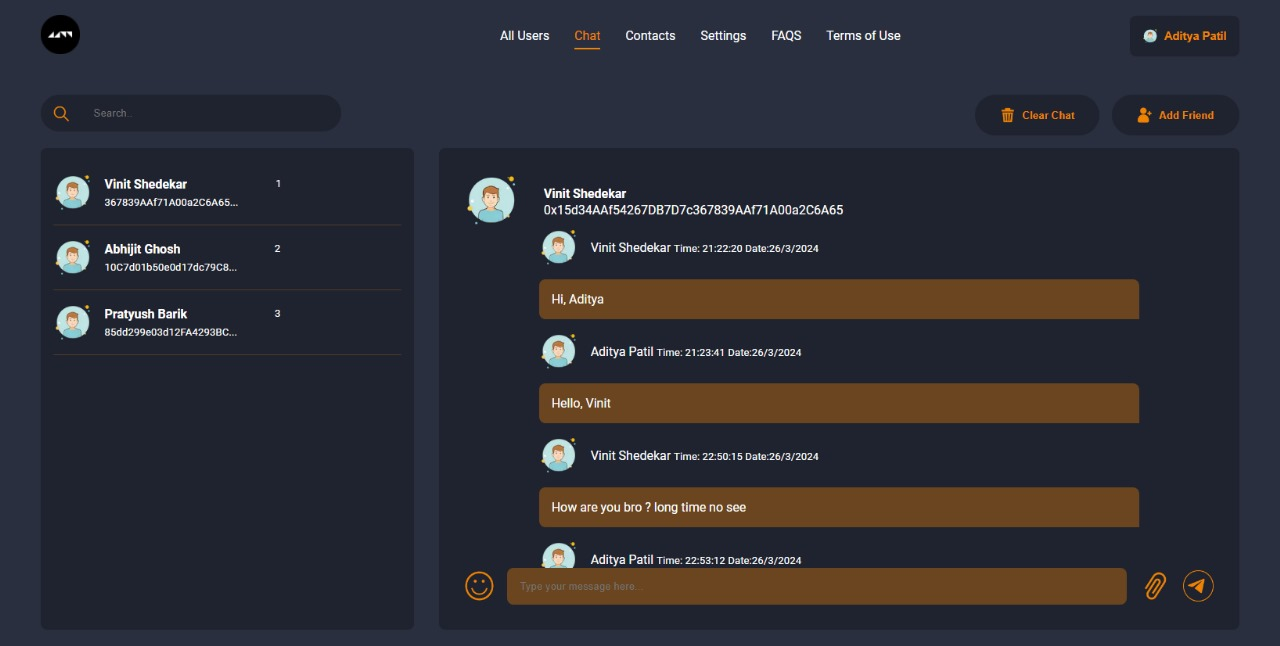 All Users Chat Contacts Settings FAQS Terms of Use
Aditya Patil
Search..
Clear Chat
Add Friend
Vinit Shedekar 1
367839AAf71A00a2C6A65...
Abhijit Ghosh 2
10C7d01b50e0d17dc79C8...
Pratyush Barik 3
85dd299e03d12FA4293BC...
Vinit Shedekar
0x15d34AAf54267DB7D7c367839AAf71A00a2C6A65
Vinit Shedekar Time: 21:22:20 Date:26/3/2024
Hi, Aditya
Aditya Patil Time: 21:23:41 Date:26/3/2024
Hello, Vinit
Vinit Shedekar Time: 22:50:15 Date:26/3/2024
How are you bro ? long time no see
Aditya Patil Time: 22:53:12 Date:26/3/2024
Type your message here...